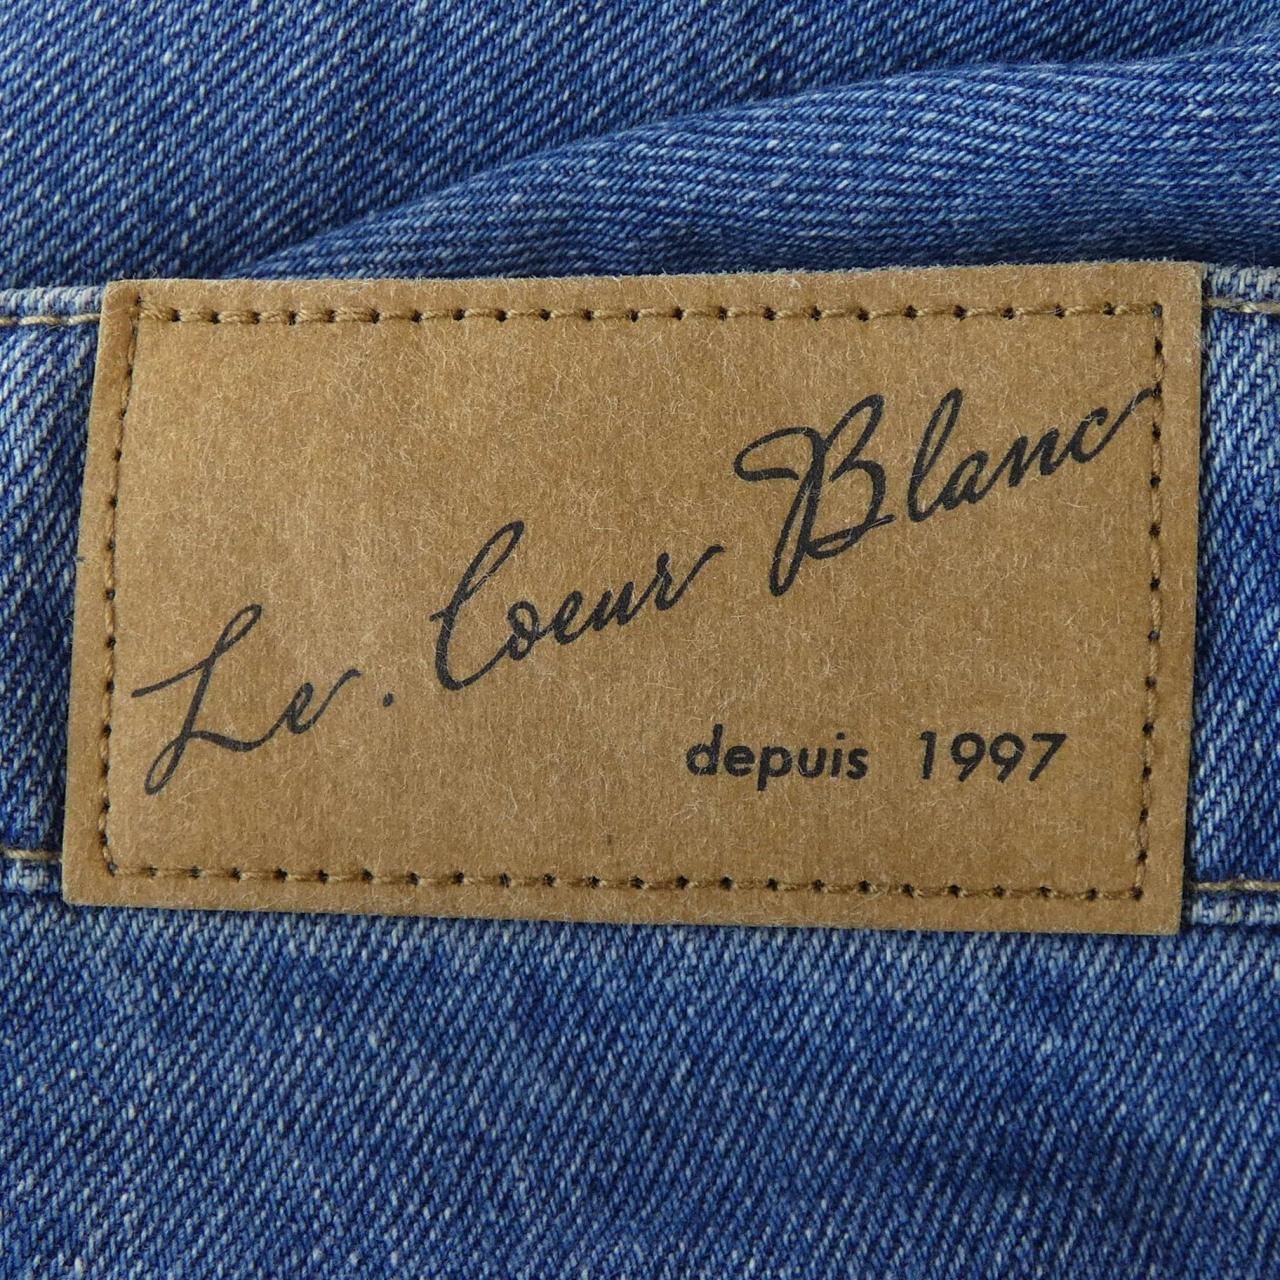 Le. Coeur Blanc
depuis 1997